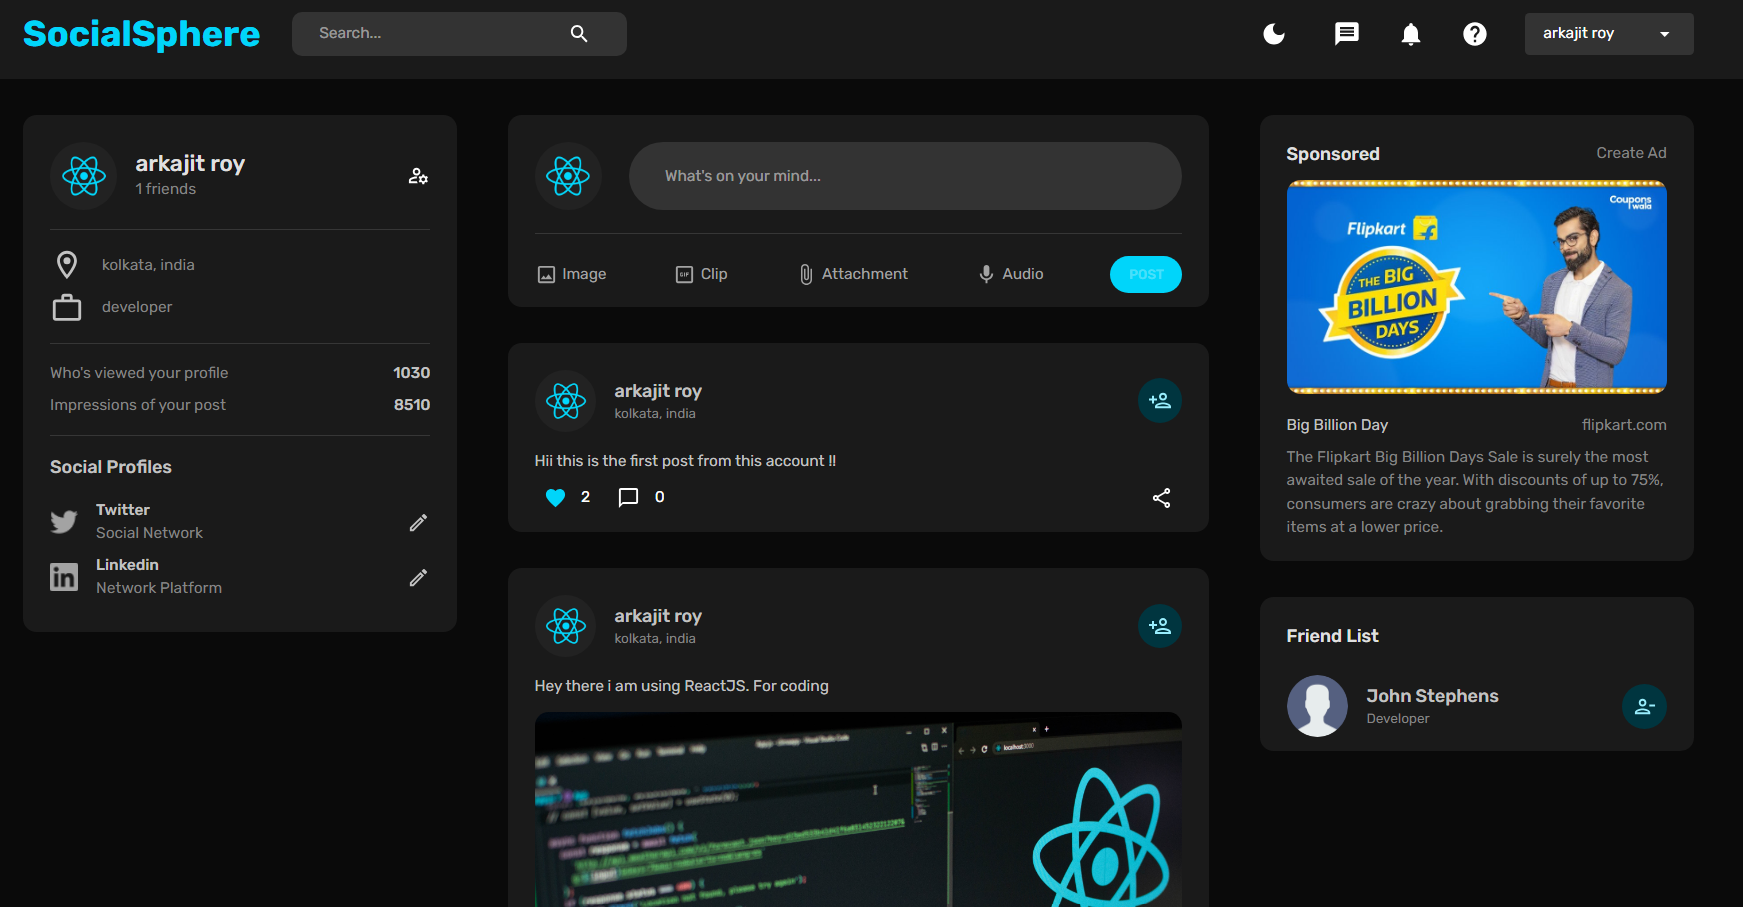 SocialSphere
Search...
arkajit roy
arkajit roy
1 friends
kolkata, india
developer
Who's viewed your profile
1030
Impressions of your post
8510
Social Profiles
Twitter
Social Network
Linkedin
Network Platform
What's on your mind...
Image
GIF
Clip
Attachment
Audio
POST
arkajit roy
kolkata, india
Hii this is the first post from this account !!
2
0
arkajit roy
kolkata, india
Hey there i am using ReactJS. For coding
localhost:3000
Sponsored
Create Ad
Coupons
wala
Flipkart
THE BIG
BILLION
DAYS
Big Billion Day
flipkart.com
The Flipkart Big Billion Days Sale is surely the most
awaited sale of the year. With discounts of up to 75%,
consumers are crazy about grabbing their favorite
items at a lower price.
Friend List
John Stephens
Developer